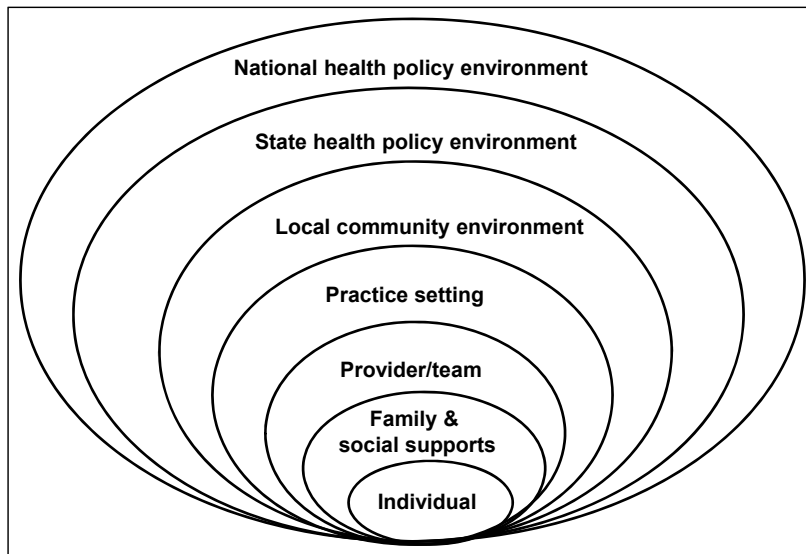 National health policy environment
State health policy environment
Local community environment
Practice setting
Provider/team
Family &
social supports
Individual